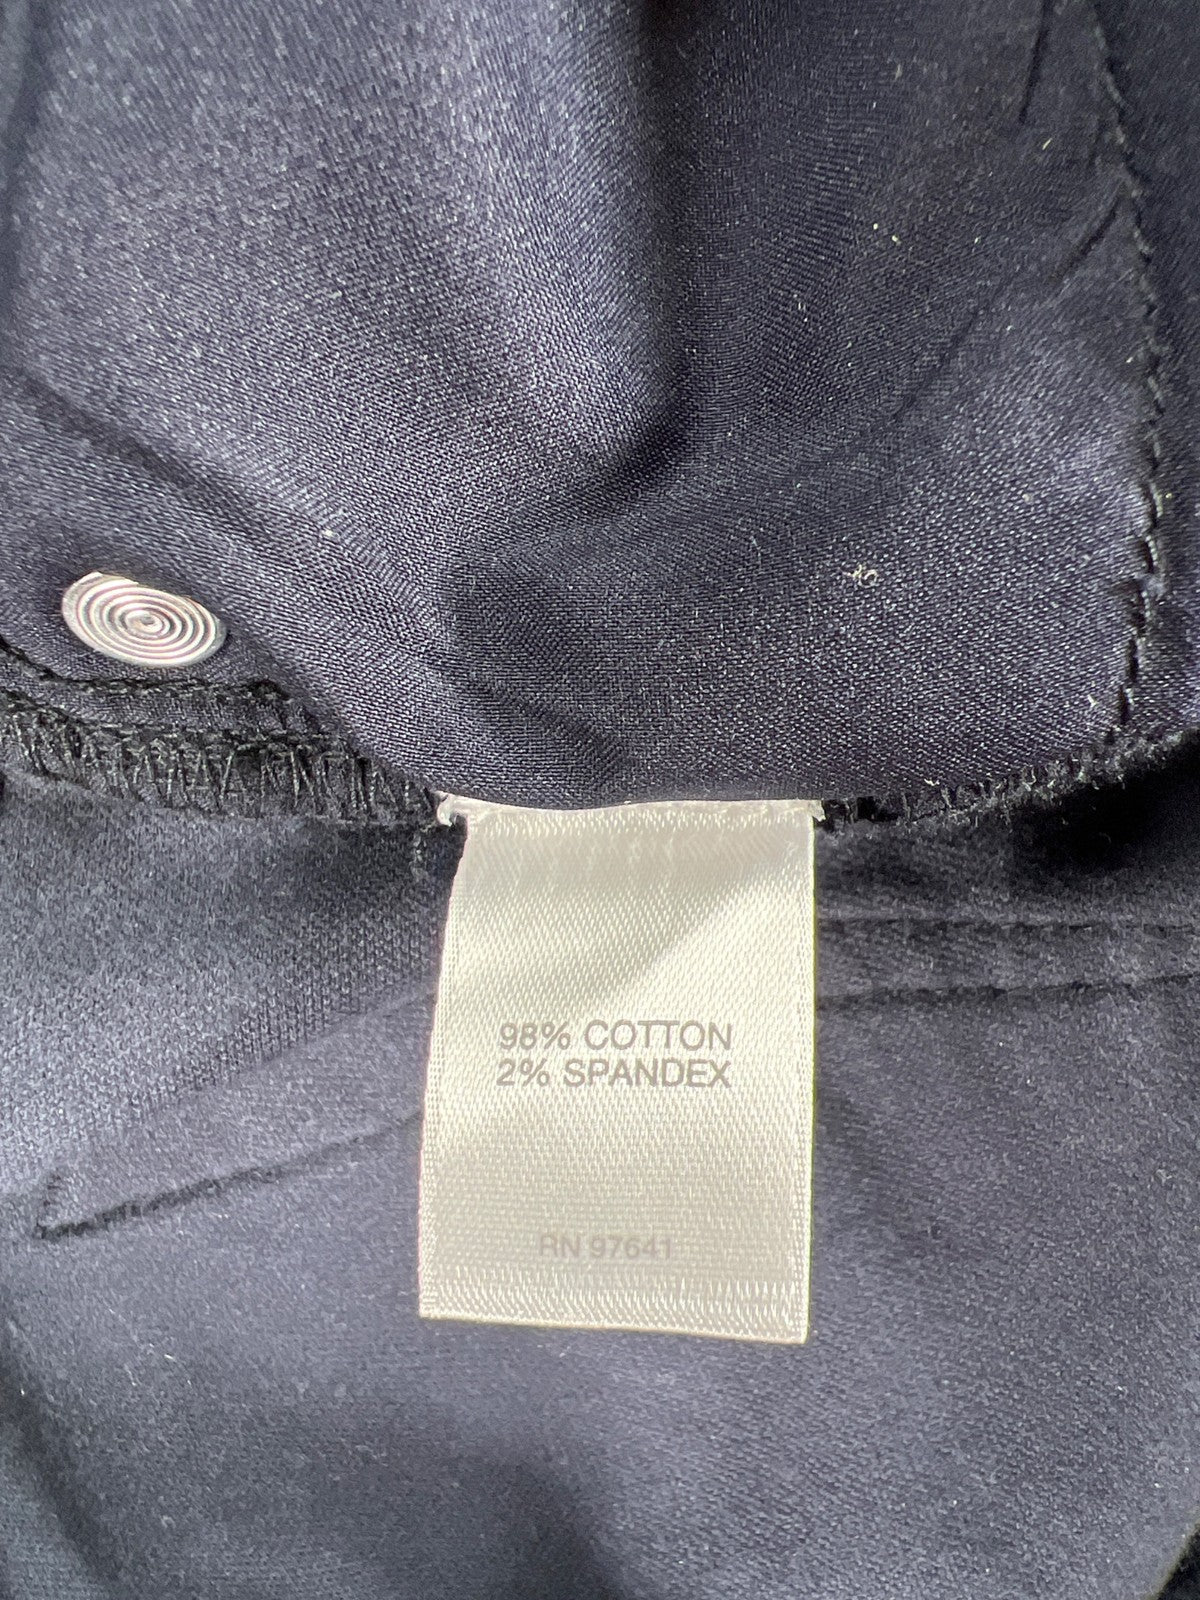 98% COTTON
2% SPANDEX
RN 97641